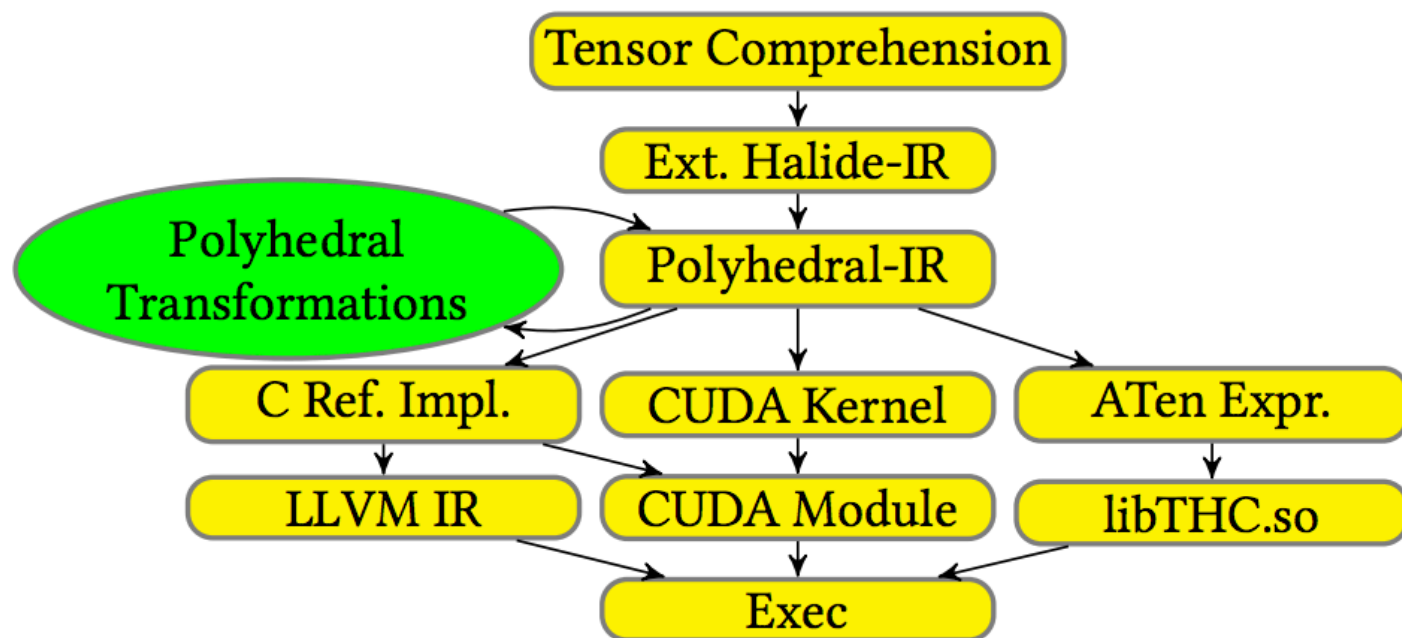 Tensor Comprehension
Ext. Halide-IR
Polyhedral
Transformations
Polyhedral-IR
C Ref. Impl.
CUDA Kernel
ATen Expr.
LLVM IR
CUDA Module
libTHC.so
Exec